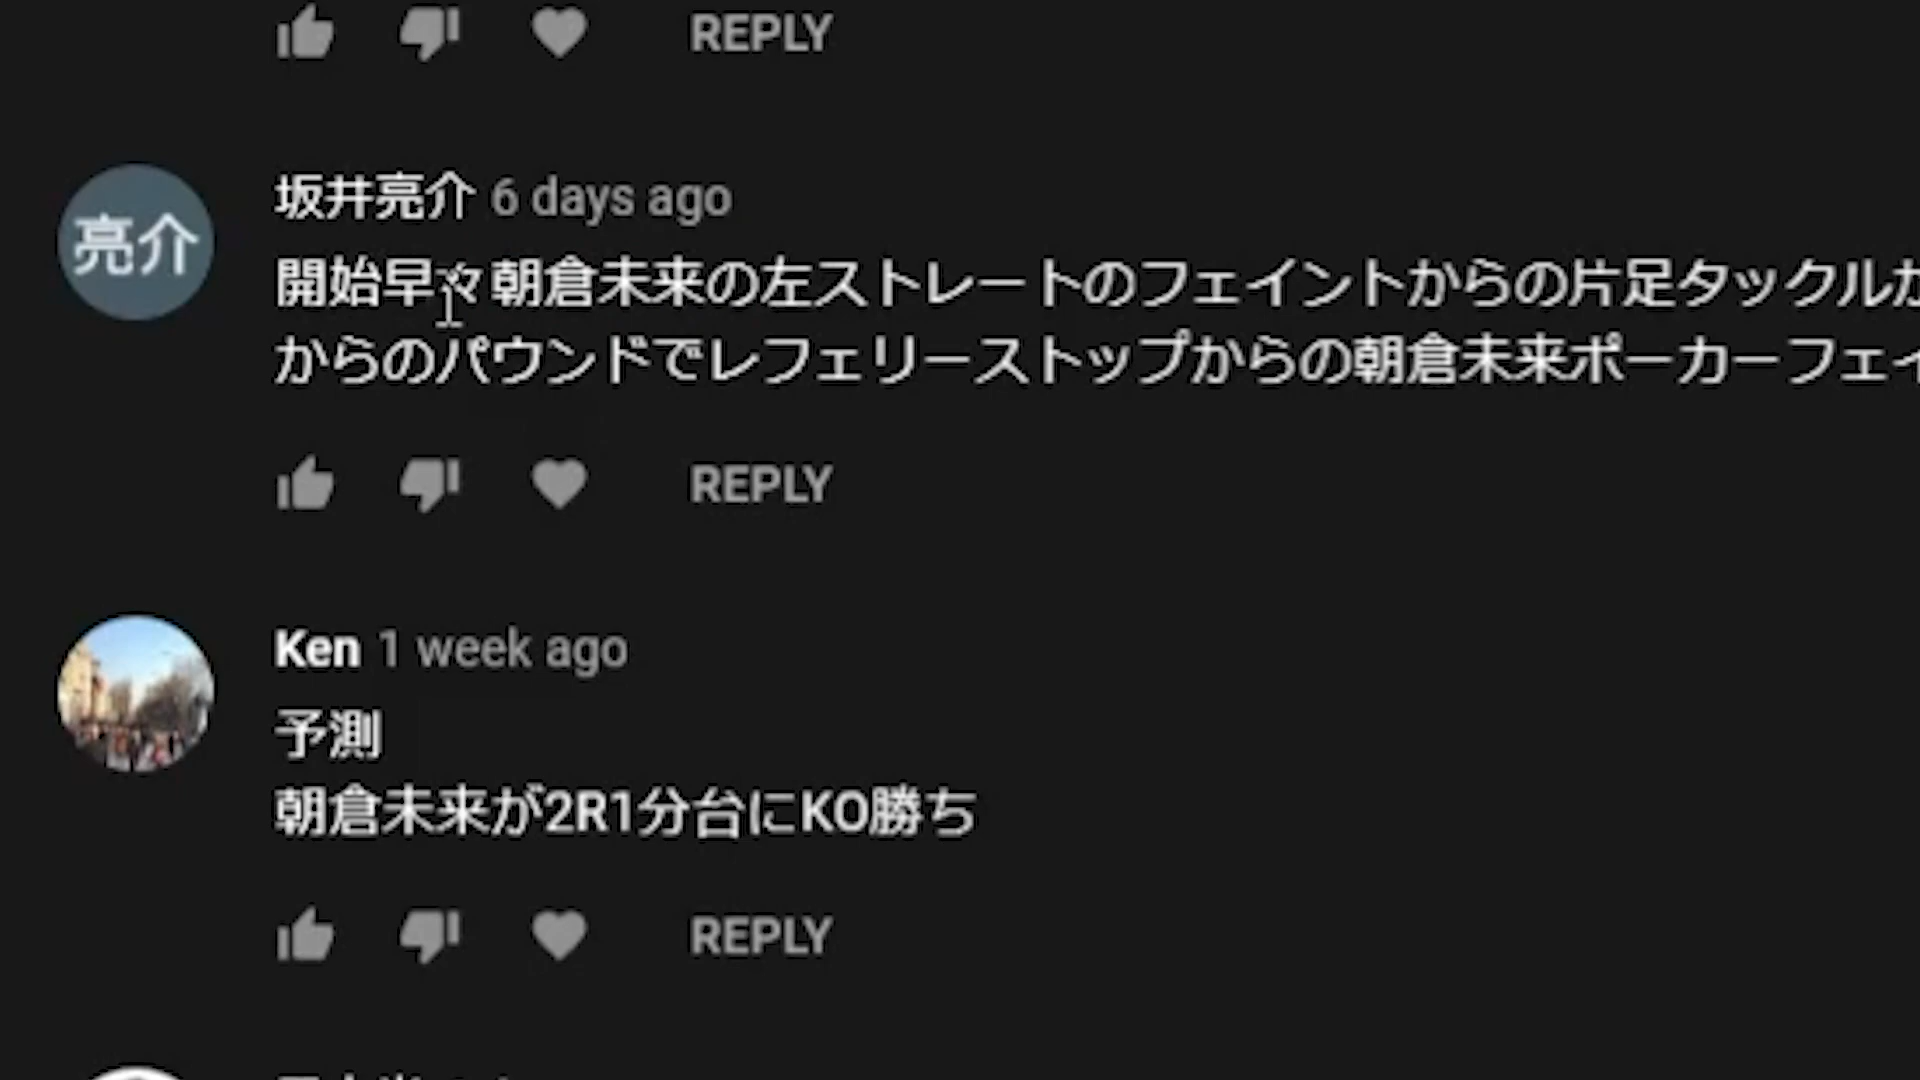 REPLY
亮介
坂井亮介 6 days ago
開始早々朝倉未来の左ストレートのフェイントからの片足タックルか
からのパウンドでレフェリーストップからの朝倉未来ポーカーフェイ
REPLY
Ken 1 week ago
予測
朝倉未来が2R1分台にKO勝ち
REPLY